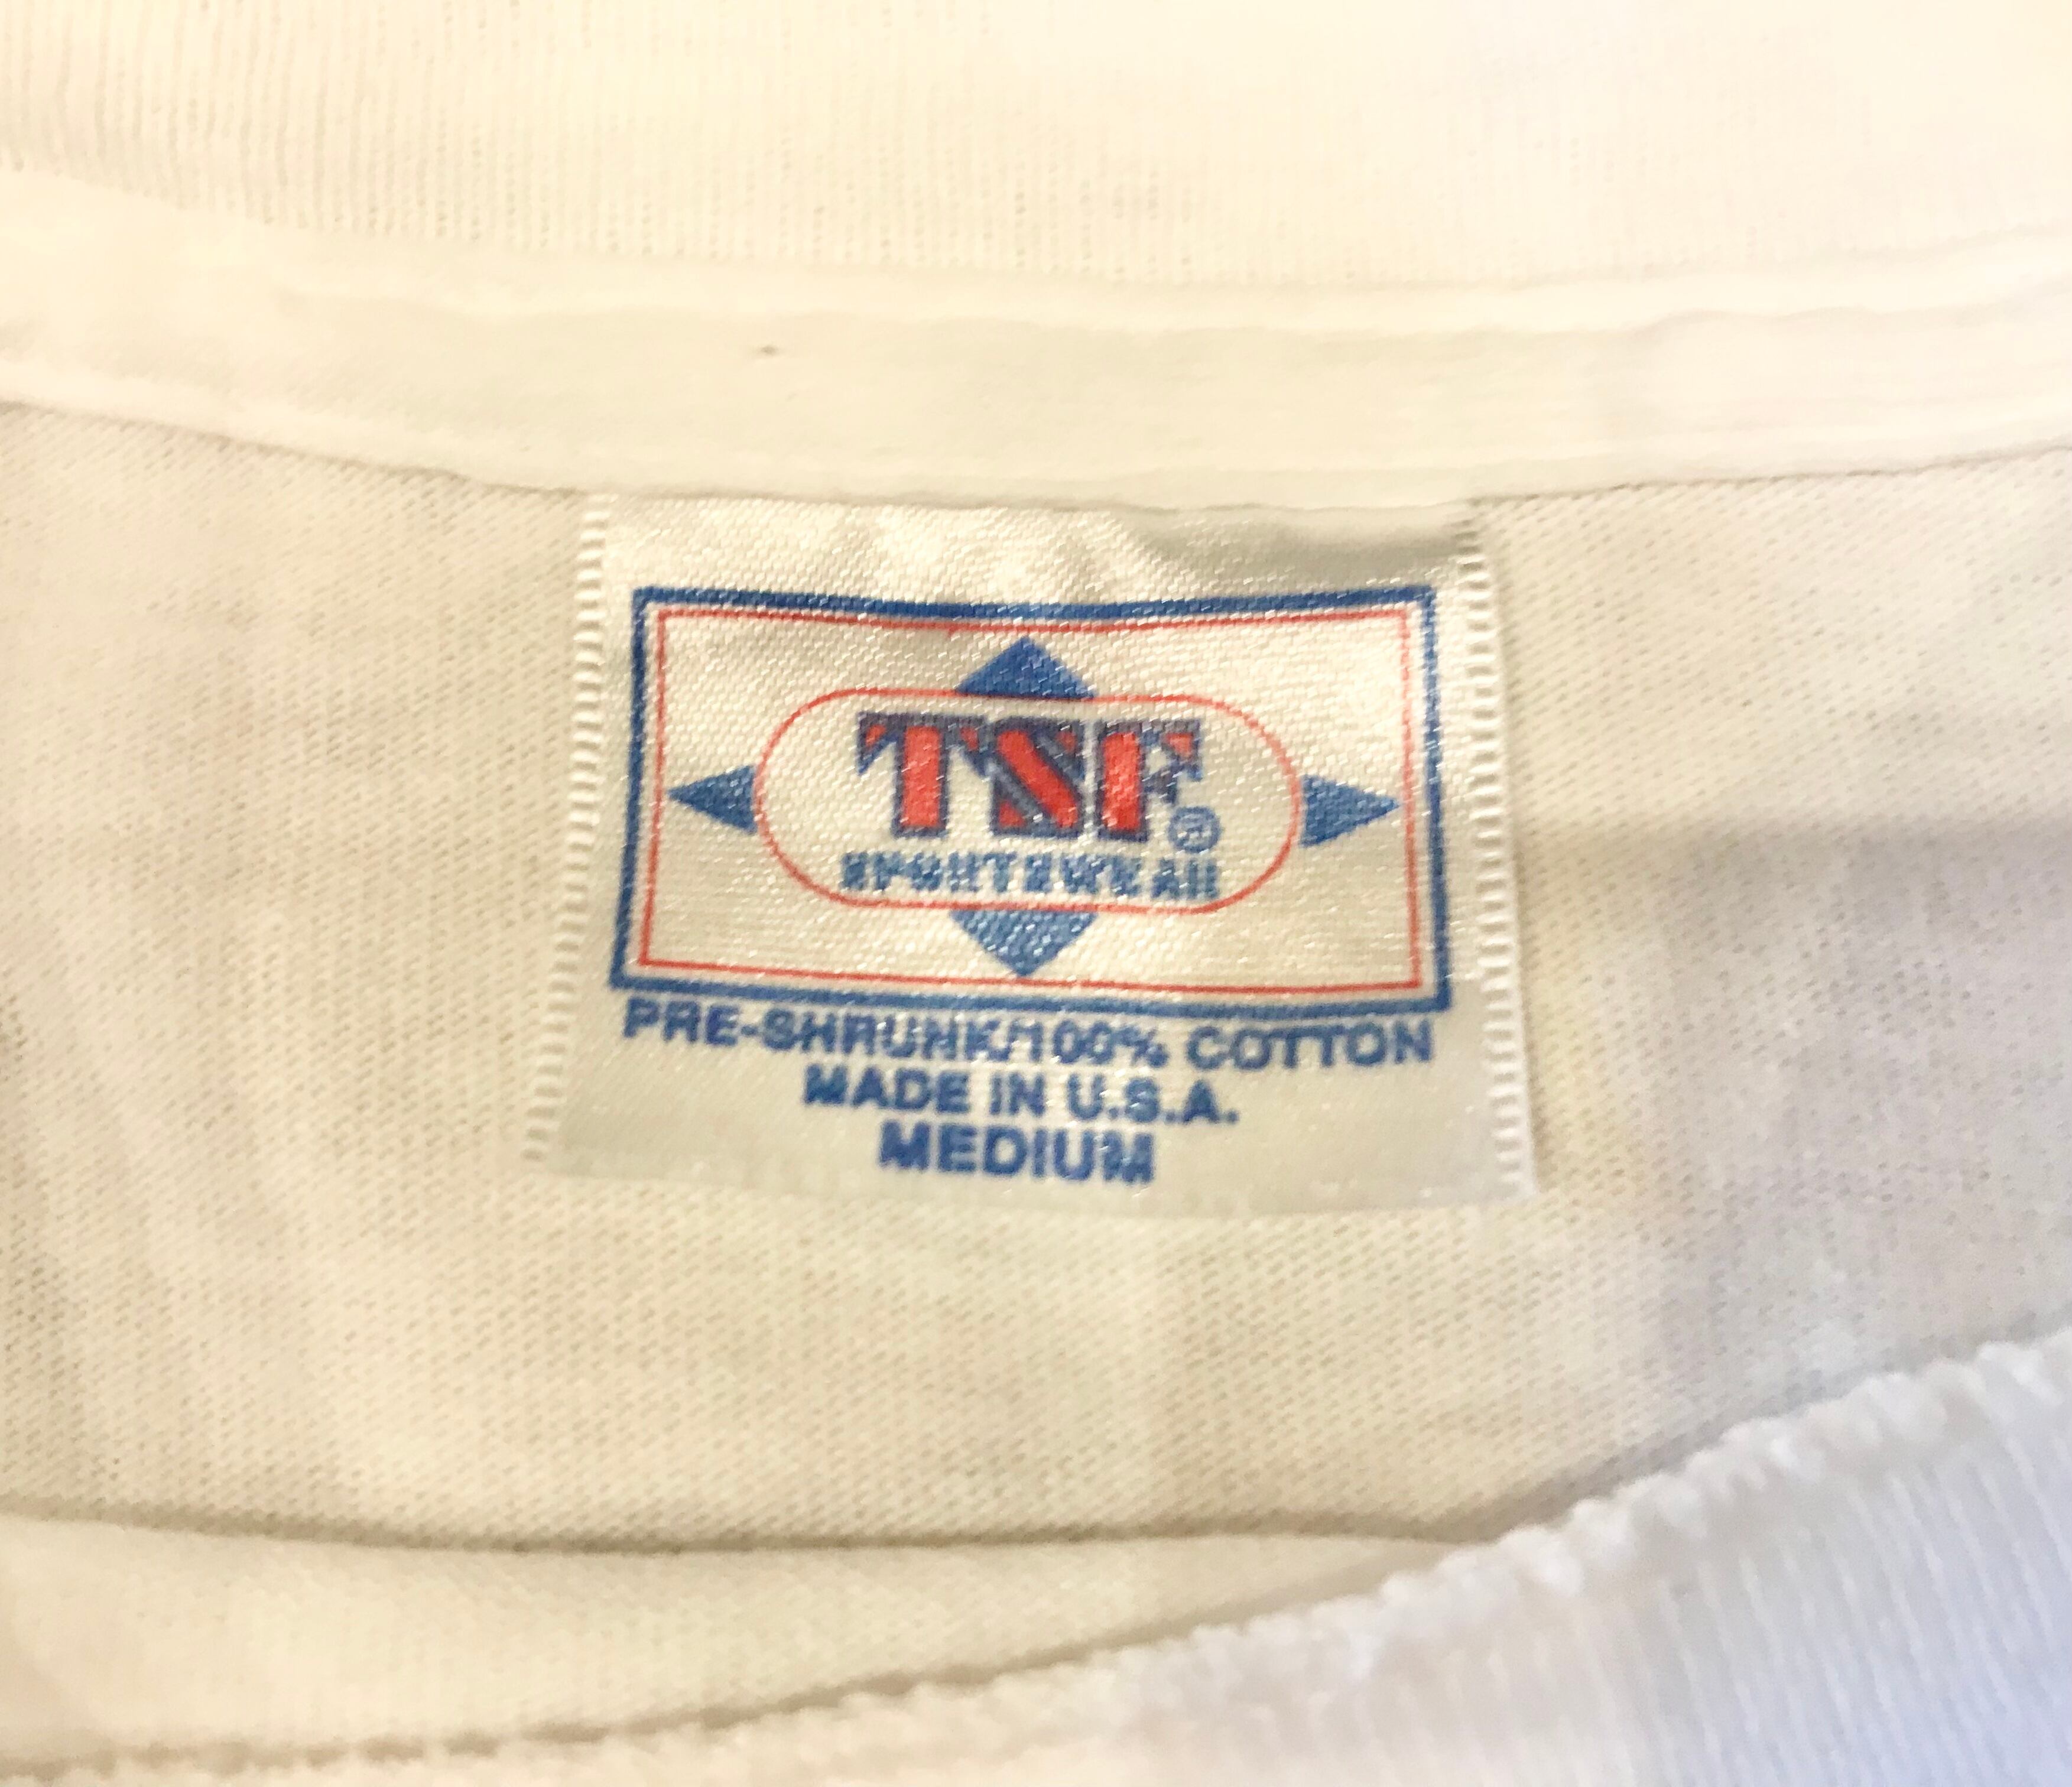 TSF®
SPORTSWEAR
PRE-SHRUNK/100% COTTON
MADE IN U.S.A.
MEDIUM